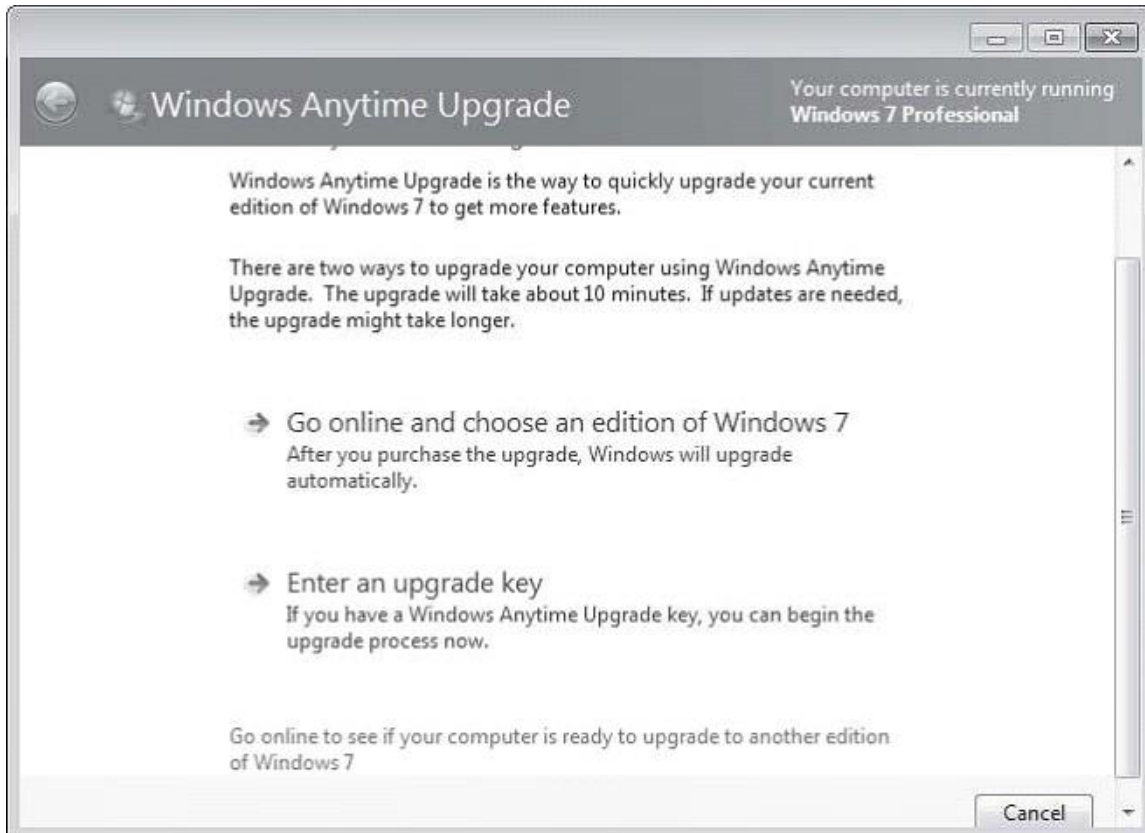 Windows Anytime Upgrade
Your computer is currently running
Windows 7 Professional
Windows Anytime Upgrade is the way to quickly upgrade your current
edition of Windows 7 to get more features.
There are two ways to upgrade your computer using Windows Anytime
Upgrade. The upgrade will take about 10 minutes. If updates are needed,
the upgrade might take longer.
Go online and choose an edition of Windows 7
After you purchase the upgrade, Windows will upgrade
automatically.
Enter an upgrade key
If you have a Windows Anytime Upgrade key, you can begin the
upgrade process now.
Go online to see if your computer is ready to upgrade to another edition
of Windows 7
Cancel